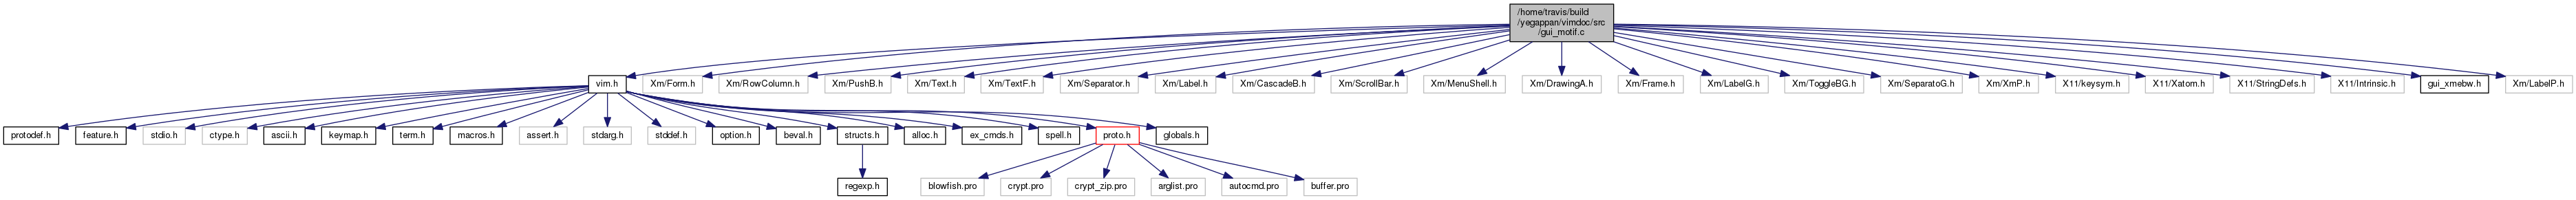 /home/travis/build
/yegappan/vimdoc/src
/gui_motif.c
vim.h
Xm/Form.h
Xm/RowColumn.h
Xm/PushB.h
Xm/Text.h
Xm/TextF.h
Xm/Separator.h
Xm/Label.h
Xm/CascadeB.h
Xm/ScrollBar.h
Xm/MenuShell.h
Xm/DrawingA.h
Xm/Frame.h
Xm/LabelG.h
Xm/ToggleBG.h
Xm/SeparatoG.h
Xm/XmP.h
X11/keysym.h
X11/Xatom.h
X11/StringDefs.h
X11/Intrinsic.h
gui_xmebw.h
Xm/LabelP.h
protodef.h
feature.h
stdio.h
ctype.h
ascii.h
keymap.h
term.h
macros.h
assert.h
stdarg.h
stddef.h
option.h
beval.h
structs.h
alloc.h
ex_cmds.h
spell.h
proto.h
globals.h
regexp.h
blowfish.pro
crypt.pro
crypt_zip.pro
arglist.pro
autocmd.pro
buffer.pro